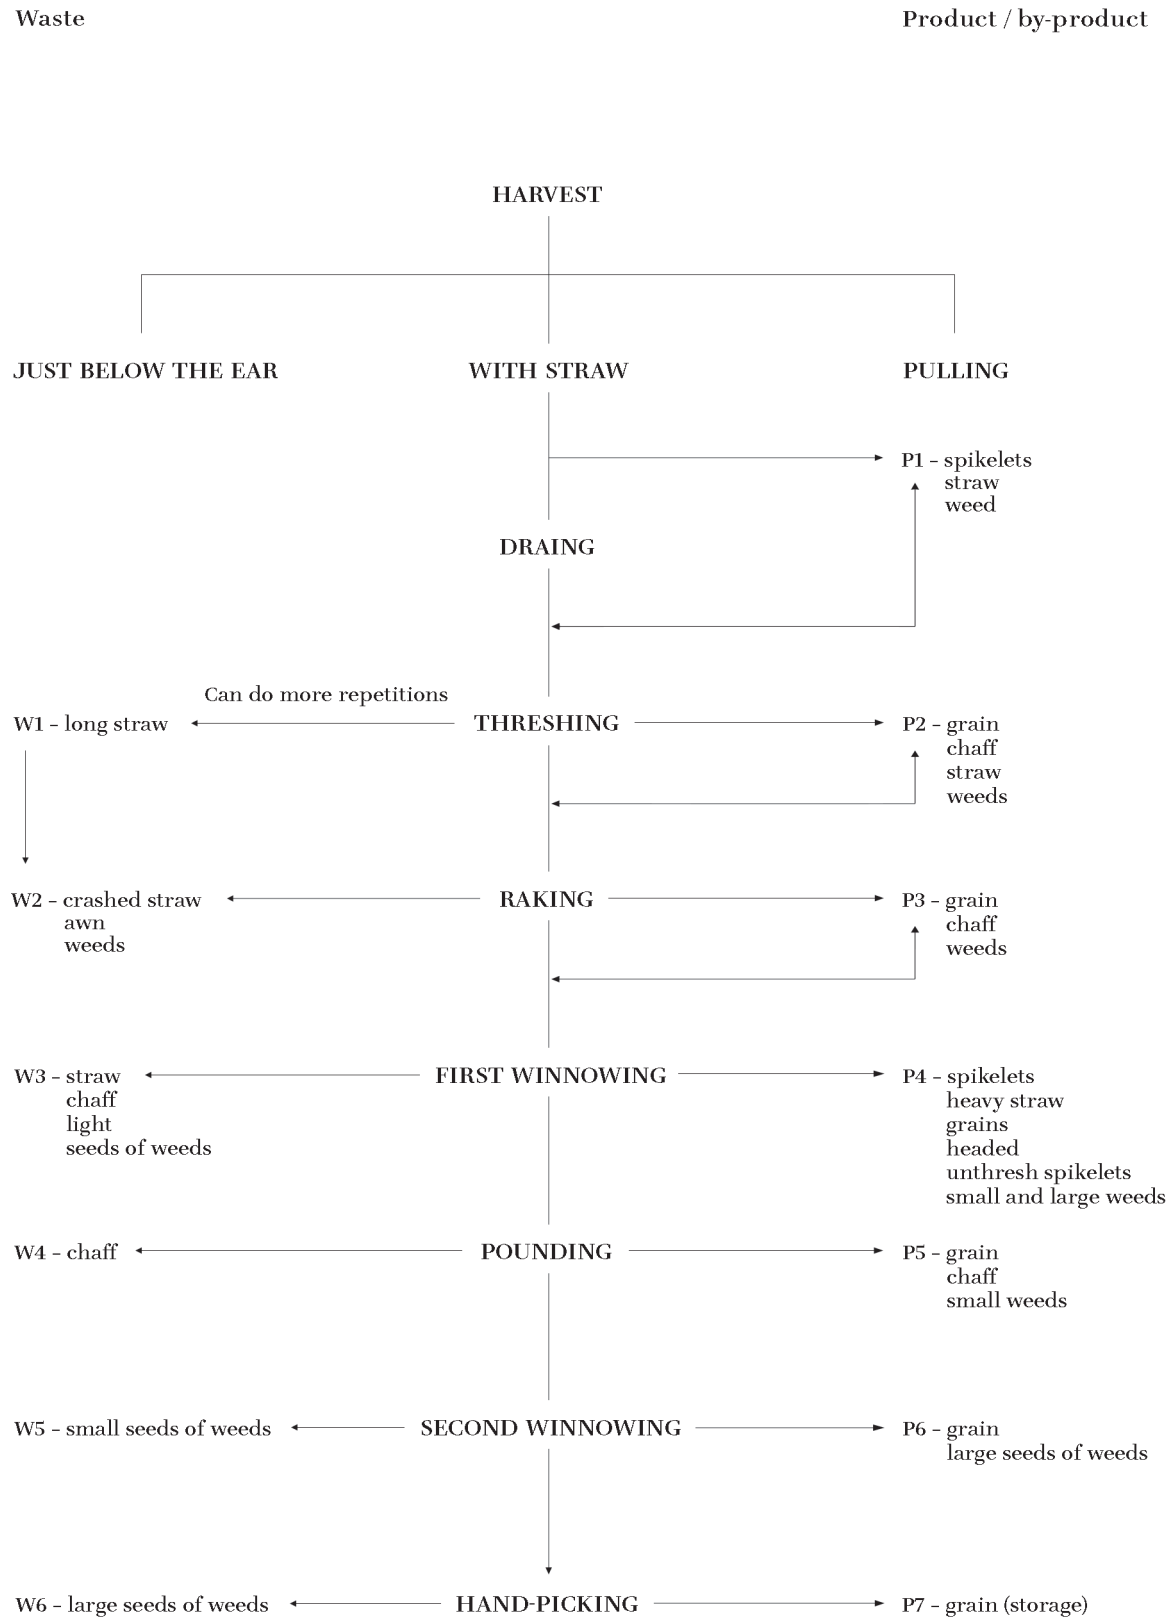 Waste
Product / by-product
HARVEST
JUST BELOW THE EAR
WITH STRAW
PULLING
P1 – spikelets
straw
weed
DRAING
Can do more repetitions
W1 – long straw
THRESHING
P2 – grain
chaff
straw
weeds
W2 – crashed straw
awn
weeds
RAKING
P3 – grain
chaff
weeds
W3 – straw
chaff
light
seeds of weeds
FIRST WINNOWING
P4 – spikelets
heavy straw
grains
headed
unthresh spikelets
small and large weeds
W4 – chaff
POUNDING
P5 – grain
chaff
small weeds
W5 – small seeds of weeds
SECOND WINNOWING
P6 – grain
large seeds of weeds
W6 – large seeds of weeds
HAND-PICKING
P7 – grain (storage)